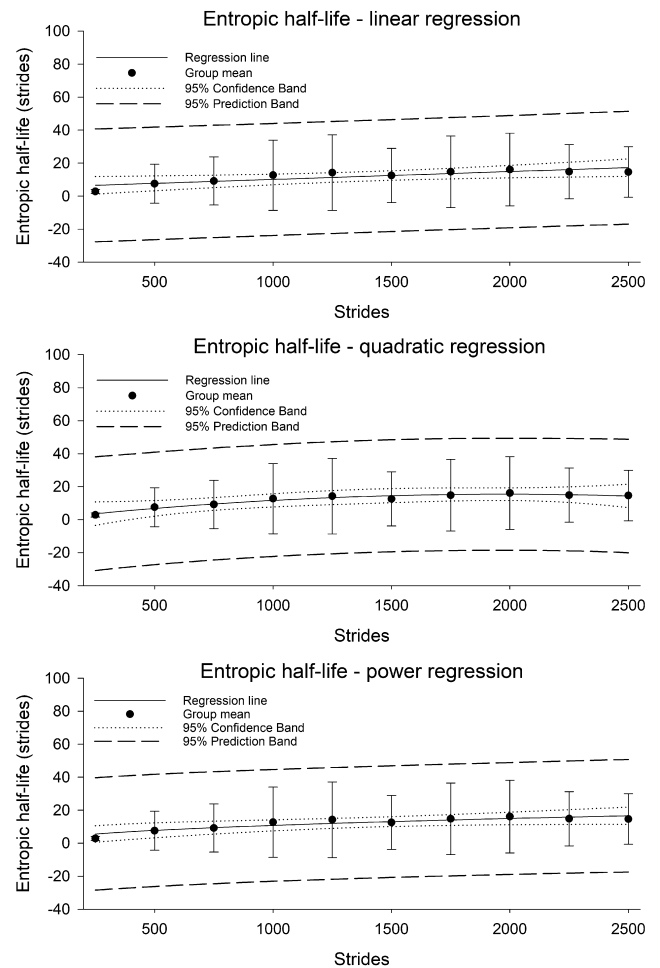 Entropic half-life - linear regression
100
80
60
40
20
0
-20
-40
Entropic half-life (strides)
Regression line
Group mean
95% Confidence Band
95% Prediction Band
500 1000 1500 2000 2500
Strides
Entropic half-life - quadratic regression
100
80
60
40
20
0
-20
-40
Entropic half-life (strides)
Regression line
Group mean
95% Confidence Band
95% Prediction Band
500 1000 1500 2000 2500
Strides
Entropic half-life - power regression
100
80
60
40
20
0
-20
-40
Entropic half-life (strides)
Regression line
Group mean
95% Confidence Band
95% Prediction Band
500 1000 1500 2000 2500
Strides